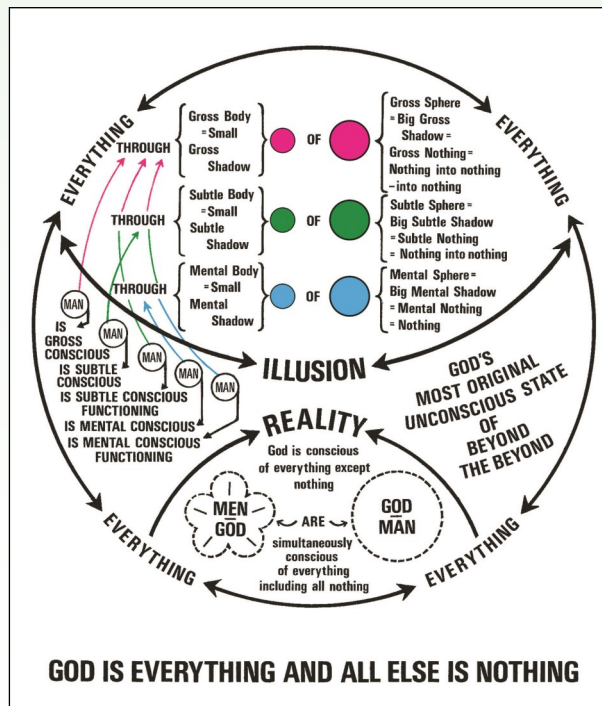 EVERYTHING
EVERYTHING
THROUGH
Gross Body
= Small
Gross
Shadow
OF
Gross Sphere
= Big Gross
Shadow =
Gross Nothing =
Nothing into nothing
– into nothing
THROUGH
Subtle Body
= Small
Subtle
Shadow
OF
Subtle Sphere =
Big Subtle Shadow
= Subtle Nothing
= Nothing into nothing
THROUGH
Mental Body
= Small
Mental
Shadow
OF
Mental Sphere =
Big Mental Shadow
= Mental Nothing
= Nothing
MAN
IS
GROSS
CONSCIOUS
MAN
IS SUBTLE
CONSCIOUS
MAN
IS SUBTLE CONSCIOUS
FUNCTIONING
MAN
IS MENTAL CONSCIOUS
MAN
IS MENTAL CONSCIOUS
FUNCTIONING
ILLUSION
GOD'S
MOST ORIGINAL
UNCONSCIOUS STATE
OF
BEYOND
THE BEYOND
REALITY
God is conscious
of everything except
nothing
MEN
GOD
ARE
GOD
MAN
simultaneously
conscious
of everything
including all nothing
EVERYTHING
EVERYTHING
GOD IS EVERYTHING AND ALL ELSE IS NOTHING